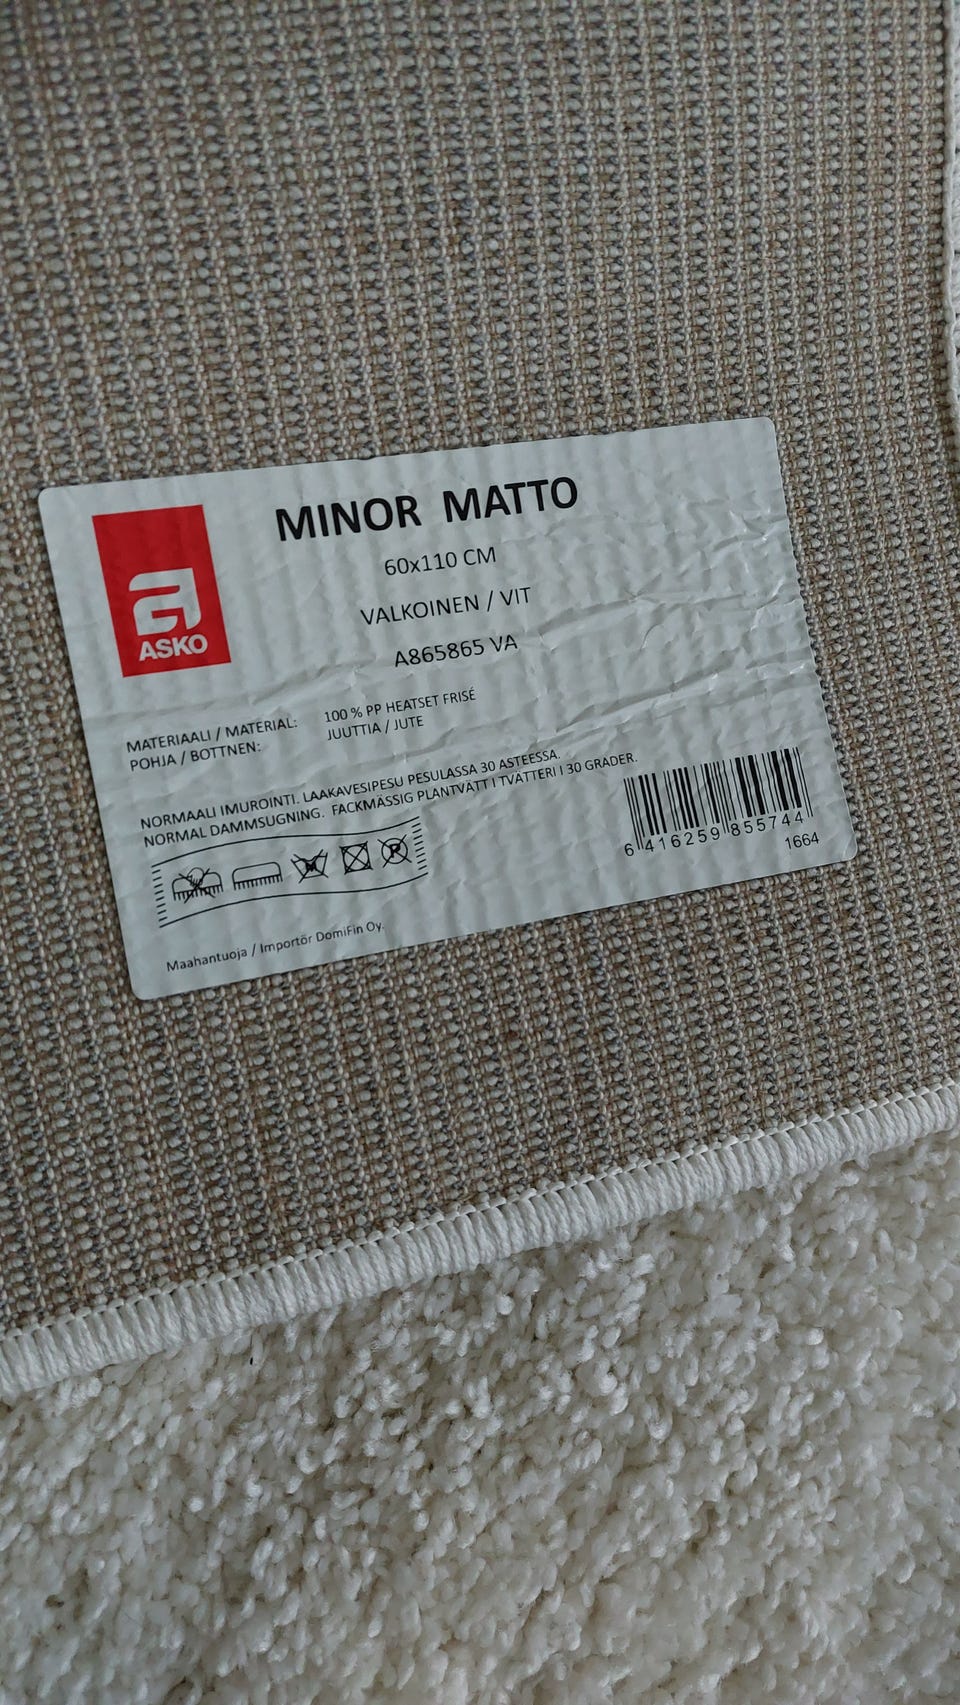 ASKO
MINOR MATTO
60x110 CM
VALKOINEN / VIT
A865865 VA
MATERIAALI / MATERIAL: 100 % PP HEATSET FRISÉ
POHJA / BOTTNEN: JUUTTIA / JUTE
NORMAALI IMUROINTI. LAAKAVESIPESU PESULASSA 30 ASTEESSA.
NORMAL DAMMSUGNING. FACKMÄSSIG PLANTVÄTT I TVÄTTERI I 30 GRADER.
6 416259 855744
1664
Maahantuoja / Importör DomiFin Oy.